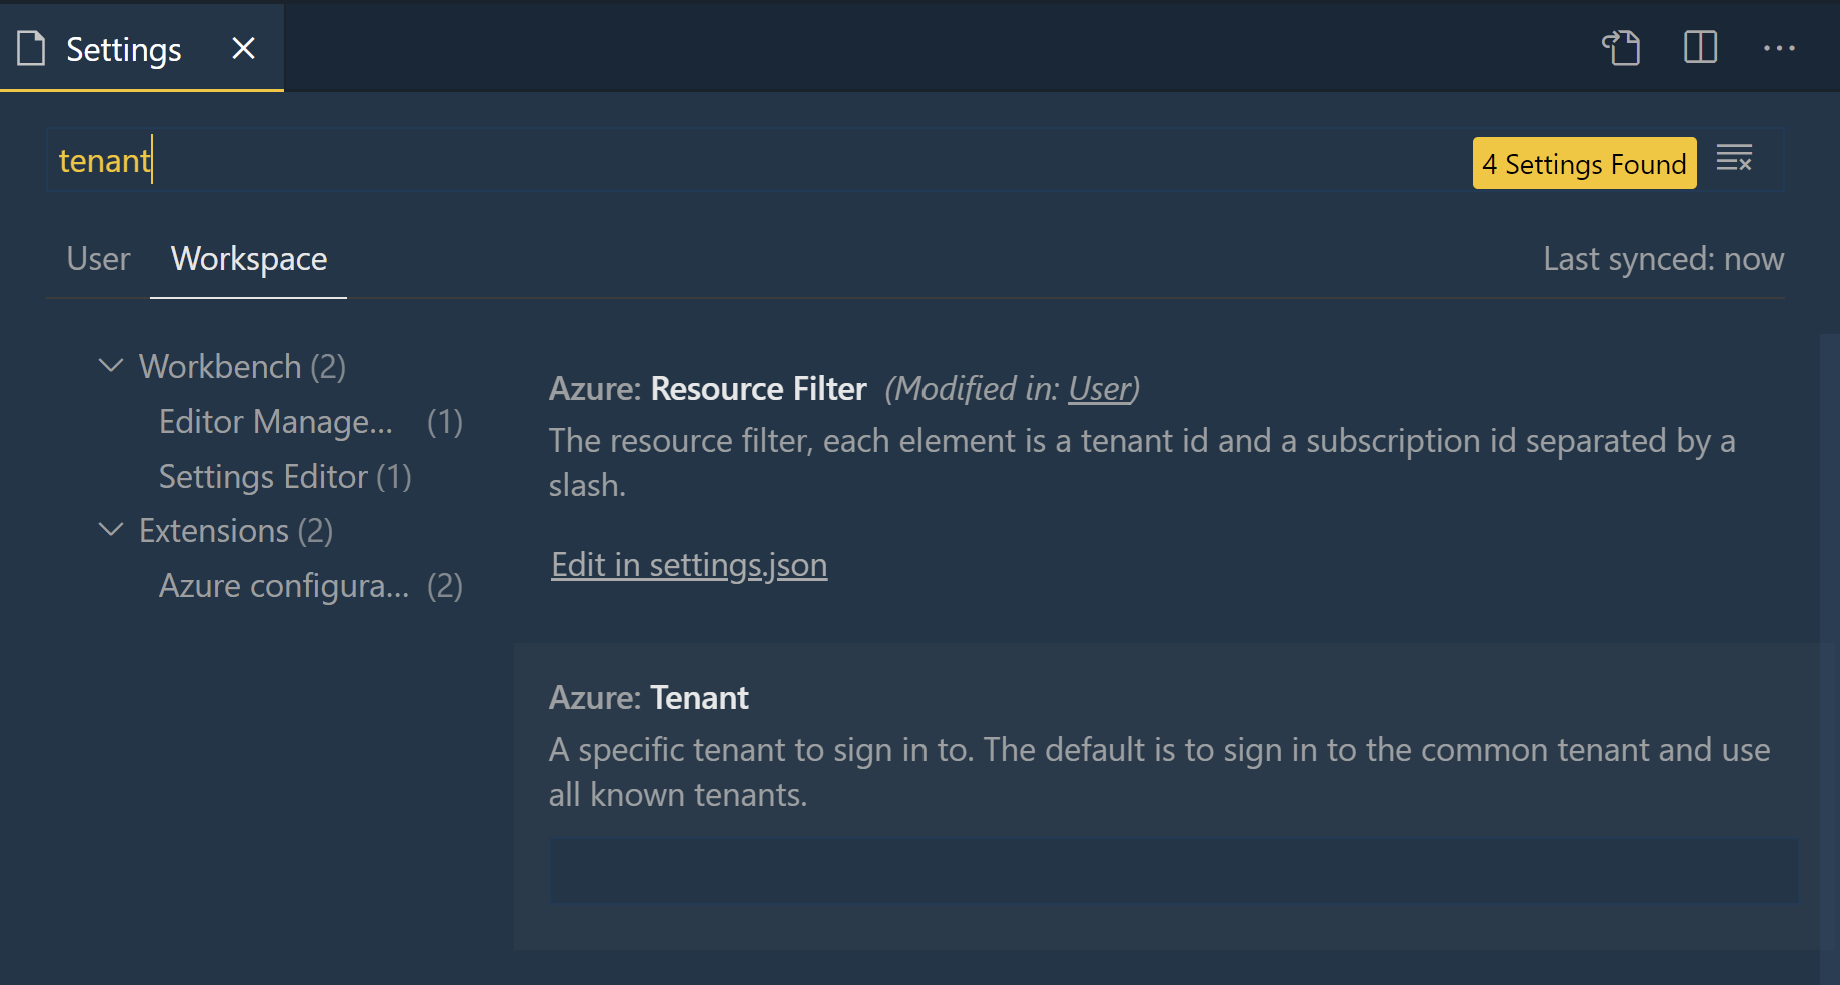 Settings
tenant
4 Settings Found
User Workspace Last synced: now
Workbench (2)
Editor Manage... (1)
Settings Editor (1)
Extensions (2)
Azure configura... (2)
Azure: Resource Filter (Modified in: User)
The resource filter, each element is a tenant id and a subscription id separated by a
slash.
Edit in settings.json
Azure: Tenant
A specific tenant to sign in to. The default is to sign in to the common tenant and use
all known tenants.